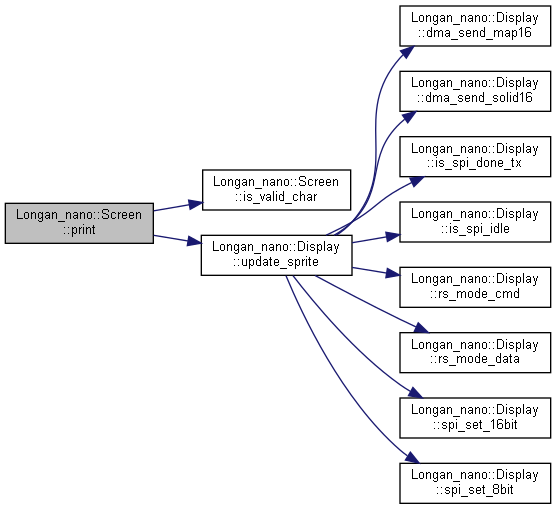 Longan_nano::Screen
::print
Longan_nano::Screen
::is_valid_char
Longan_nano::Display
::update_sprite
Longan_nano::Display
::dma_send_map16
Longan_nano::Display
::dma_send_solid16
Longan_nano::Display
::is_spi_done_tx
Longan_nano::Display
::is_spi_idle
Longan_nano::Display
::rs_mode_cmd
Longan_nano::Display
::rs_mode_data
Longan_nano::Display
::spi_set_16bit
Longan_nano::Display
::spi_set_8bit